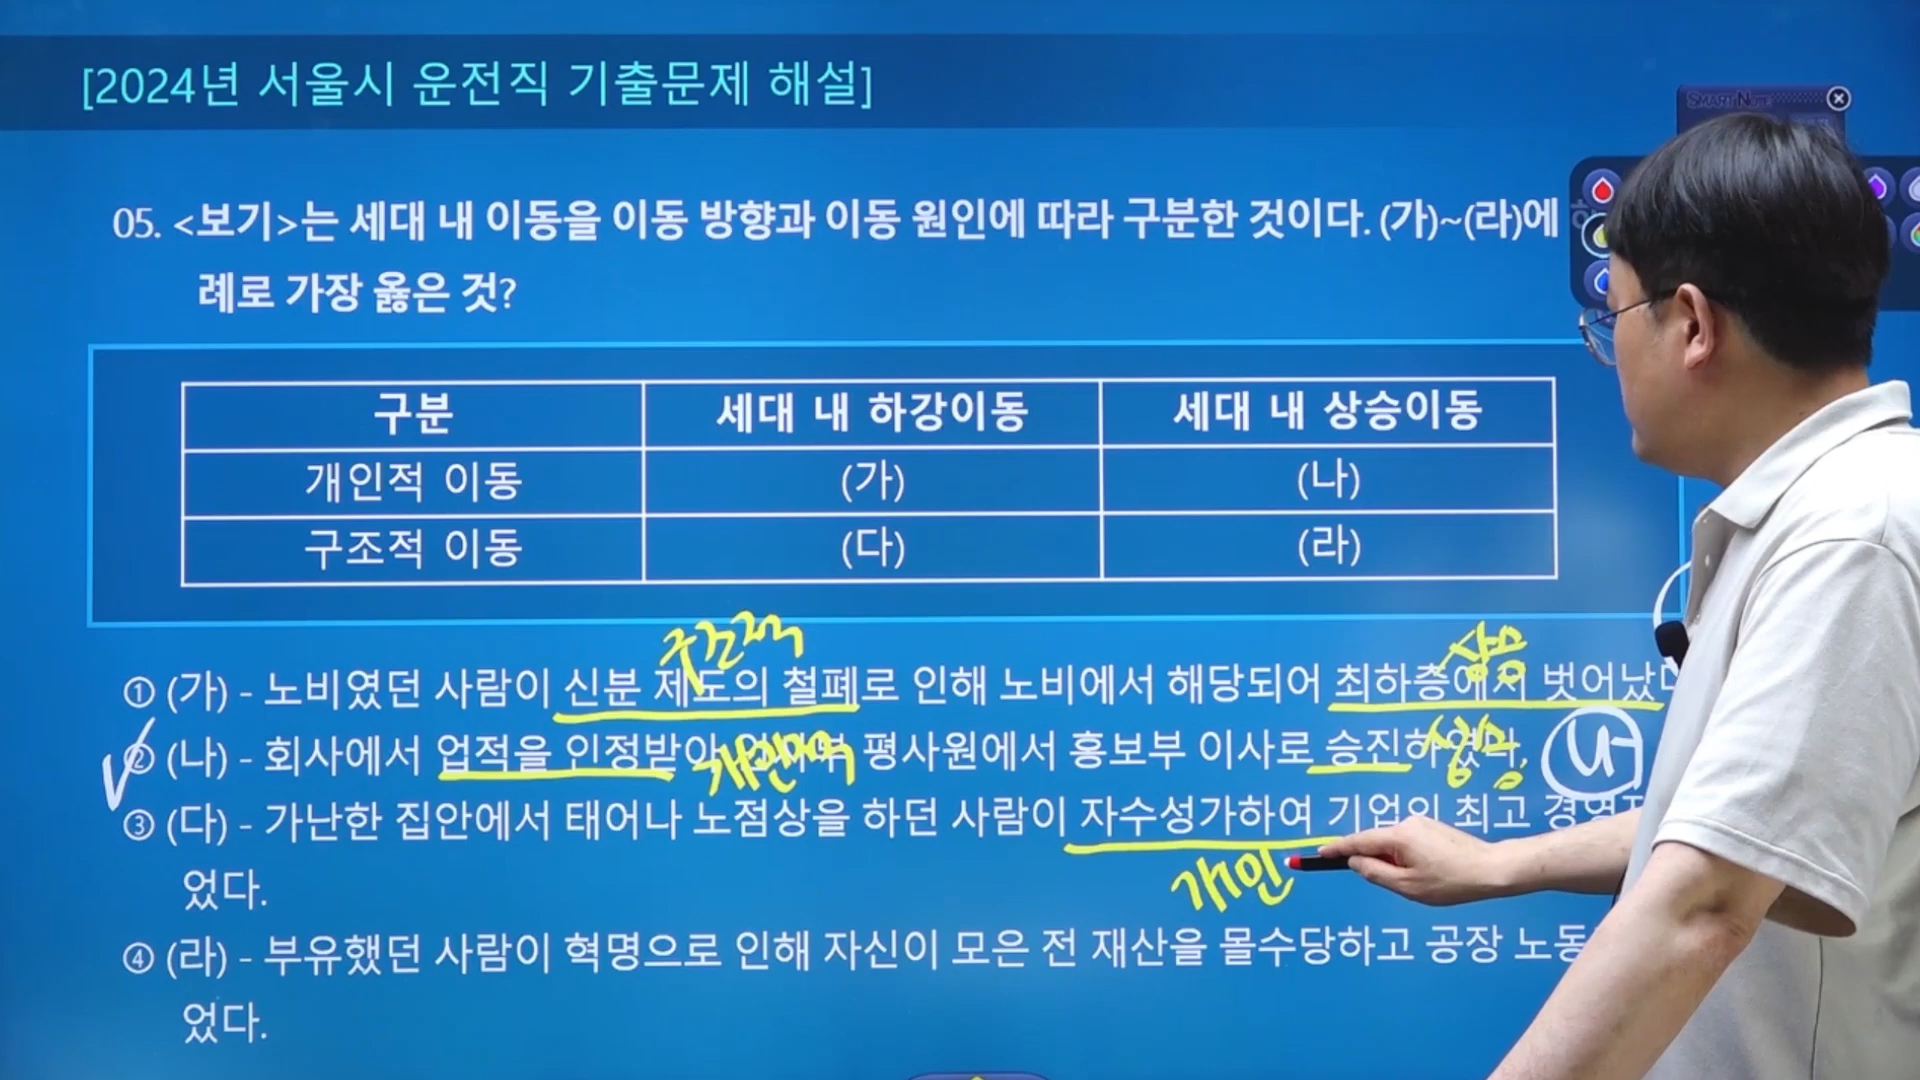 [2024년 서울시 운전직 기출문제 해설]
SMART NOTE
05. <보기>는 세대 내 이동을 이동 방향과 이동 원인에 따라 구분한 것이다. (가)~(라)에
례로 가장 옳은 것?
구분 세대 내 하강이동 세대 내 상승이동
개인적 이동 (가) (나)
구조적 이동 (다) (라)
구조적 상승
① (가) - 노비였던 사람이 신분 제도의 철폐로 인해 노비에서 해당되어 최하층에서 벗어났다
② (나) - 회사에서 업적을 인정받아 평사원에서 홍보부 이사로 승진하였다. 나
개인적 상승
③ (다) - 가난한 집안에서 태어나 노점상을 하던 사람이 자수성가하여 기업의 최고
었다.
개인
④ (라) - 부유했던 사람이 혁명으로 인해 자신이 모은 전 재산을 몰수당하고 공장
었다.